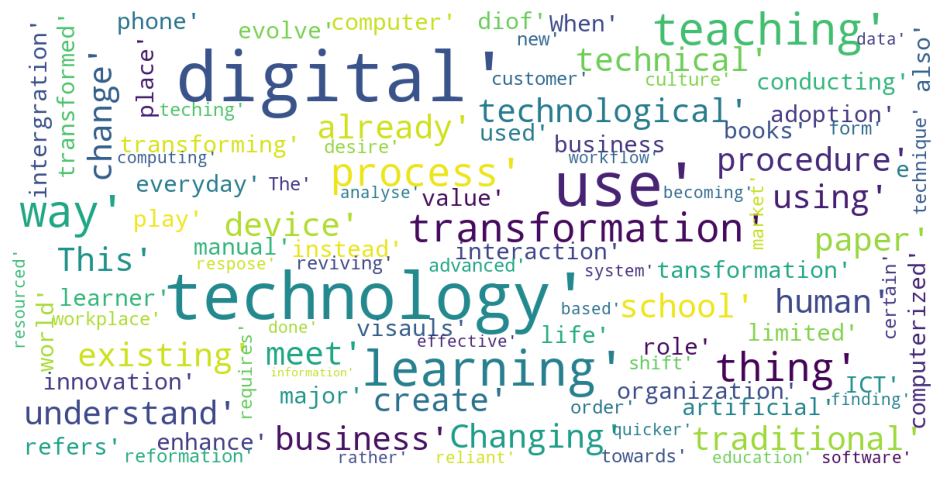 phone' evolve' computer' diof' When' teaching' data'
intergration' transformed' change' place' digital' new' technical' also'
teching' customer' culture' conducting'
already' technological' adoption'
transforming' desire' used' business books' form'
computing' process' workflow' procedure' e' technique'
everyday' The' analyse' value' use' becoming' using'
way' play' device' transformation' market' paper'
This' manual' instead' interaction'
resourced' respose' reviving' advanced' system' tansformation'
learner' technology' based' school' human' certain' computerized'
world' workplace' done' visauls' life' limited'
existing' requires' meet' effective' role'
information' learning' shift' thing'
innovation' major' create' organization' ICT'
understand' order' artificial' finding'
refers' enhance' business' Changing' quicker' traditional'
reformation' rather' reliant' towards' education' software'